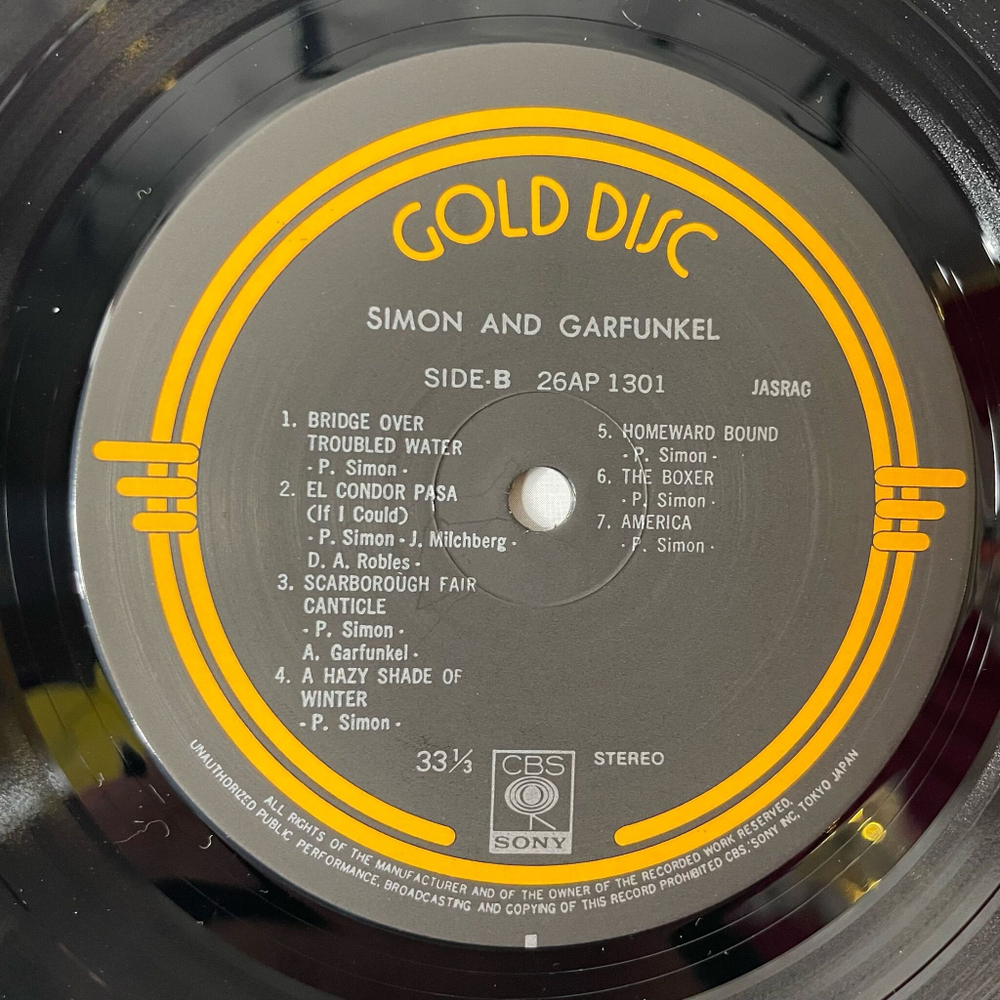 GOLD DISC
SIMON AND GARFUNKEL
SIDE·B 26AP 1301
JASRAG
1. BRIDGE OVER
TROUBLED WATER
· P. Simon ·
2. EL CONDOR PASA
(If I Could)
· P. Simon · J. Milchberg ·
D. A. Robles ·
3. SCARBOROUGH FAIR
CANTICLE
· P. Simon ·
A. Garfunkel ·
4. A HAZY SHADE OF
WINTER
· P. Simon ·
5. HOMEWARD BOUND
· P. Simon ·
6. THE BOXER
· P. Simon ·
7. AMERICA
· P. Simon ·
33⅓
CBS
SONY
STEREO
ALL RIGHTS OF THE MANUFACTURER AND OF THE OWNER OF THE RECORDED WORK RESERVED.
UNAUTHORIZED PUBLIC PERFORMANCE, BROADCASTING AND COPYING OF THIS RECORD PROHIBITED CBS/SONY INC. TOKYO JAPAN